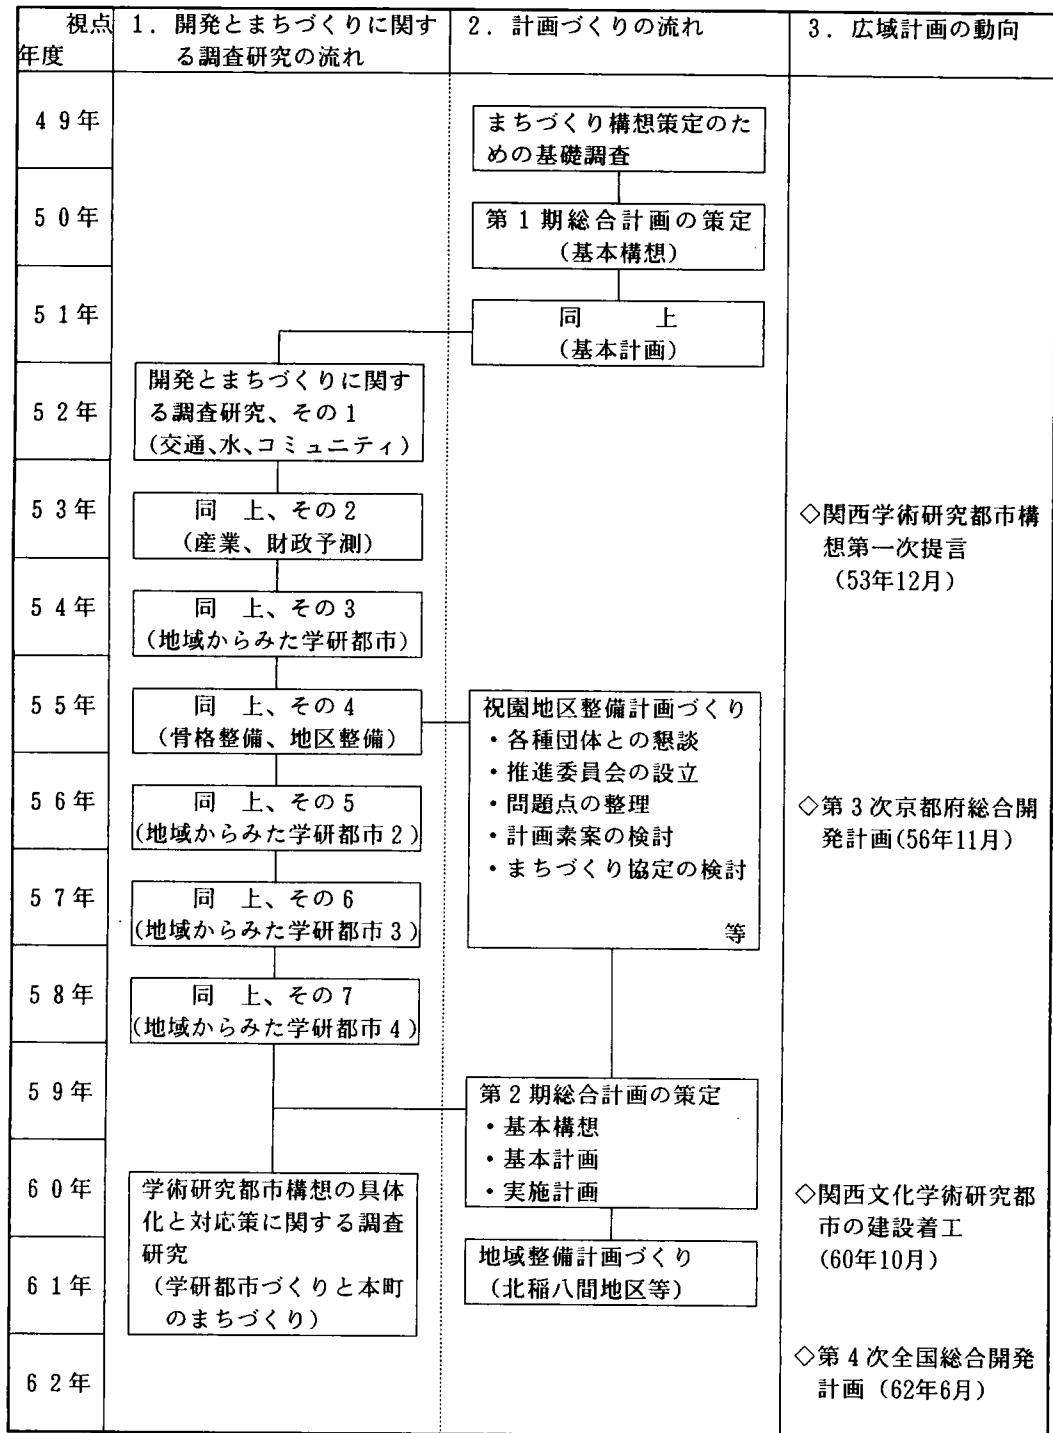 視点
年度
1．開発とまちづくりに関す
る調査研究の流れ
2．計画づくりの流れ
3．広域計画の動向
49年
まちづくり構想策定のた
めの基礎調査
50年
第1期総合計画の策定
（基本構想）
51年
同　　　上
（基本計画）
52年
開発とまちづくりに関す
る調査研究、その1
（交通、水、コミュニティ）
53年
同　上、その2
（産業、財政予測）
◇関西学術研究都市構
想第一次提言
（53年12月）
54年
同　上、その3
（地域からみた学研都市）
55年
同　上、その4
（骨格整備、地区整備）
祝園地区整備計画づくり
・各種団体との懇談
・推進委員会の設立
・問題点の整理
・計画素案の検討
・まちづくり協定の検討
等
56年
同　上、その5
（地域からみた学研都市2）
◇第3次京都府総合開
発計画（56年11月）
57年
同　上、その6
（地域からみた学研都市3）
58年
同　上、その7
（地域からみた学研都市4）
59年
第2期総合計画の策定
・基本構想
・基本計画
・実施計画
60年
学術研究都市構想の具体
化と対応策に関する調査
研究
（学研都市づくりと本町
のまちづくり）
◇関西文化学術研究都
市の建設着工
（60年10月）
61年
地域整備計画づくり
（北稲八間地区等）
62年
◇第4次全国総合開発
計画（62年6月）